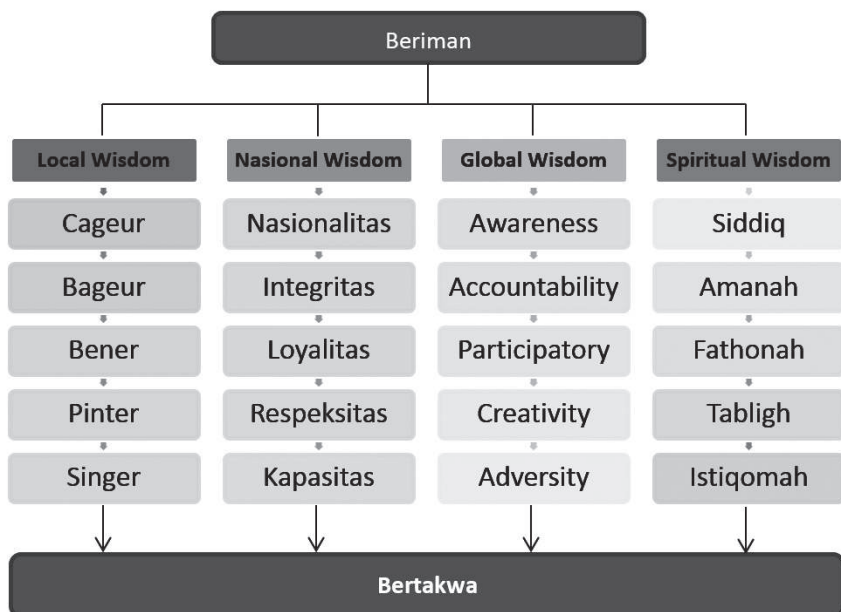 Beriman
Local Wisdom
Cageur
Bageur
Bener
Pinter
Singer
Nasional Wisdom
Nasionalitas
Integritas
Loyalitas
Respeksitas
Kapasitas
Global Wisdom
Awareness
Accountability
Participatory
Creativity
Adversity
Spiritual Wisdom
Siddiq
Amanah
Fathonah
Tabligh
Istiqomah
Bertakwa